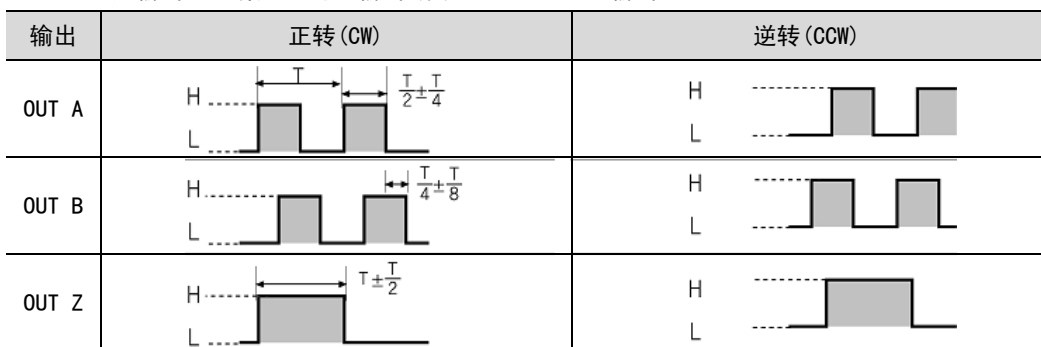 输出 正转(CW) 逆转(CCW)
OUT A
H
L
T
T/2±T/4
H
L
OUT B
H
L
T/4±T/8
H
L
OUT Z
H
L
T±T/2
H
L